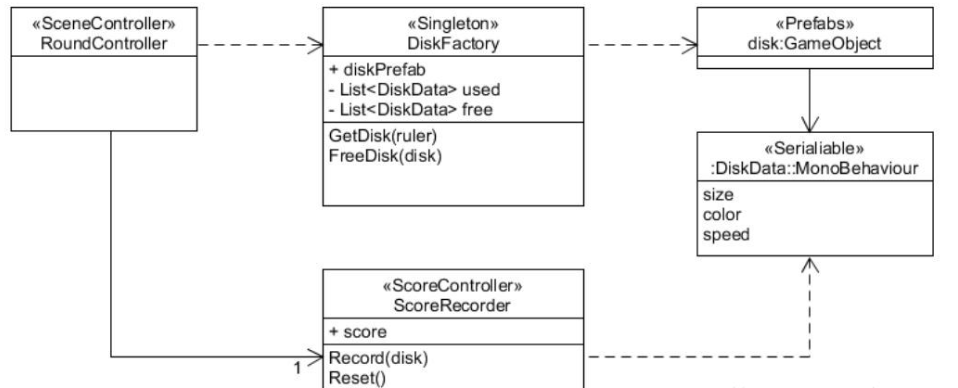 «SceneController»
RoundController
«Singleton»
DiskFactory
+ diskPrefab
- List<DiskData> used
- List<DiskData> free
GetDisk(ruler)
FreeDisk(disk)
«Prefabs»
disk:GameObject
«Serialiable»
:DiskData::MonoBehaviour
size
color
speed
«ScoreController»
ScoreRecorder
+ score
Record(disk)
Reset()
1